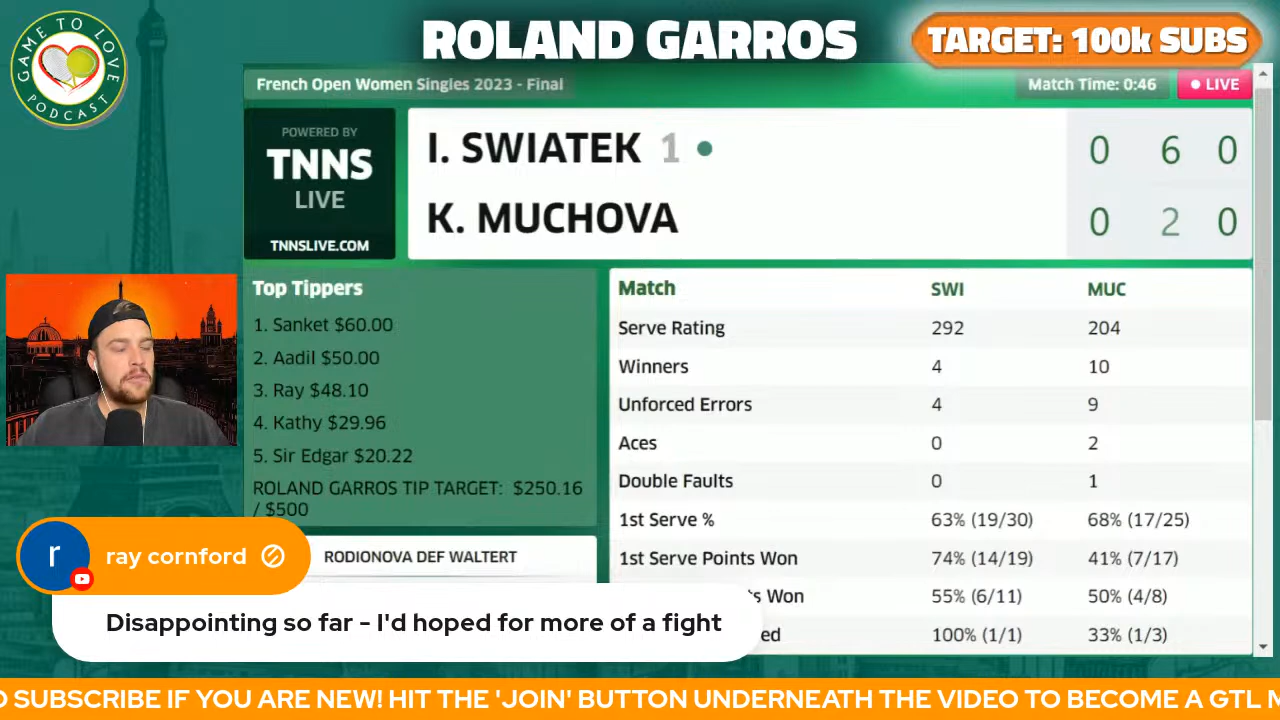 GAME TO LOVE
PODCAST
ROLAND GARROS
TARGET: 100k SUBS
French Open Women Singles 2023 - Final
Match Time: 0:46
LIVE
POWERED BY
TNNS
LIVE
TNNSLIVE.COM
I. SWIATEK 1 0 6 0
K. MUCHOVA 0 2 0
Top Tippers
1. Sanket $60.00
2. Aadil $50.00
3. Ray $48.10
4. Kathy $29.96
5. Sir Edgar $20.22
ROLAND GARROS TIP TARGET: $250.16
/ $500
RODIONOVA DEF WALTERT
Match SWI MUC
Serve Rating 292 204
Winners 4 10
Unforced Errors 4 9
Aces 0 2
Double Faults 0 1
1st Serve % 63% (19/30) 68% (17/25)
1st Serve Points Won 74% (14/19) 41% (7/17)
Won 55% (6/11) 50% (4/8)
100% (1/1) 33% (1/3)
r
ray cornford
Disappointing so far - I'd hoped for more of a fight
SUBSCRIBE IF YOU ARE NEW! HIT THE 'JOIN' BUTTON UNDERNEATH THE VIDEO TO BECOME A GTL